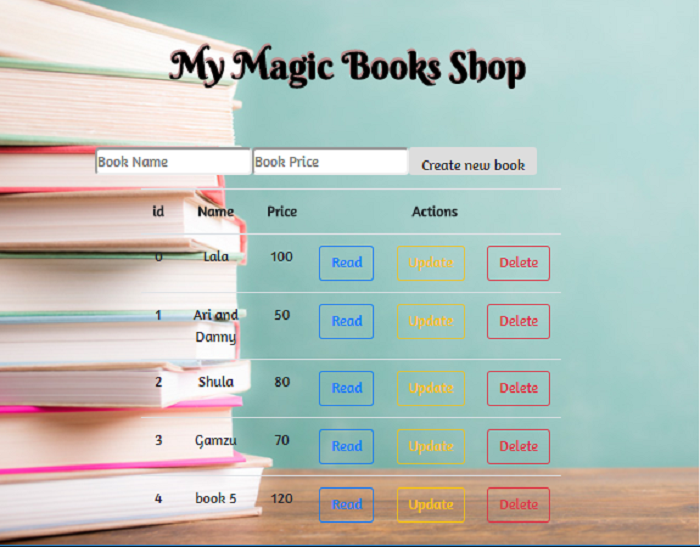 My Magic Books Shop
Book Name Book Price Create new book
id Name Price Actions
0 Lala 100 Read Update Delete
1 Ari and 50 Read Update Delete
Danny
2 Shula 80 Read Update Delete
3 Gamzu 70 Read Update Delete
4 book 5 120 Read Update Delete